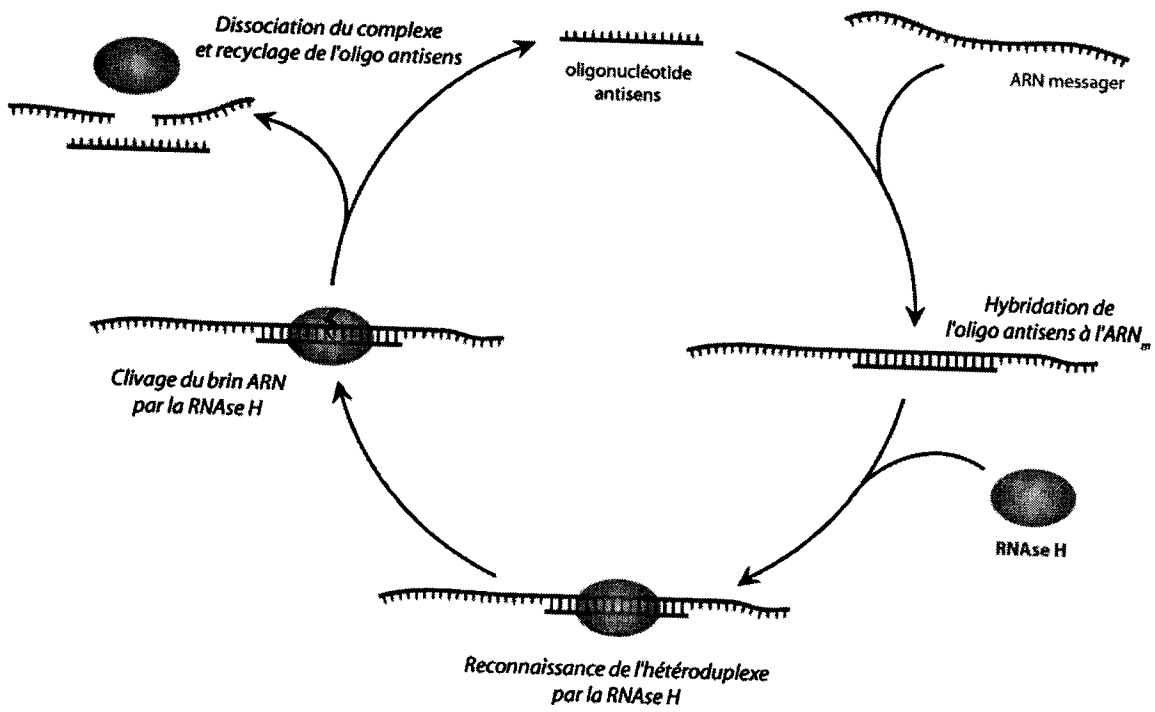 Dissociation du complexe
et recyclage de l'oligo antisens
oligonucléotide
antisens
ARN messager
Hybridation de
l'oligo antisens à l'ARNm
RNAse H
Reconnaissance de l'hétéroduplexe
par la RNAse H
Clivage du brin ARN
par la RNAse H